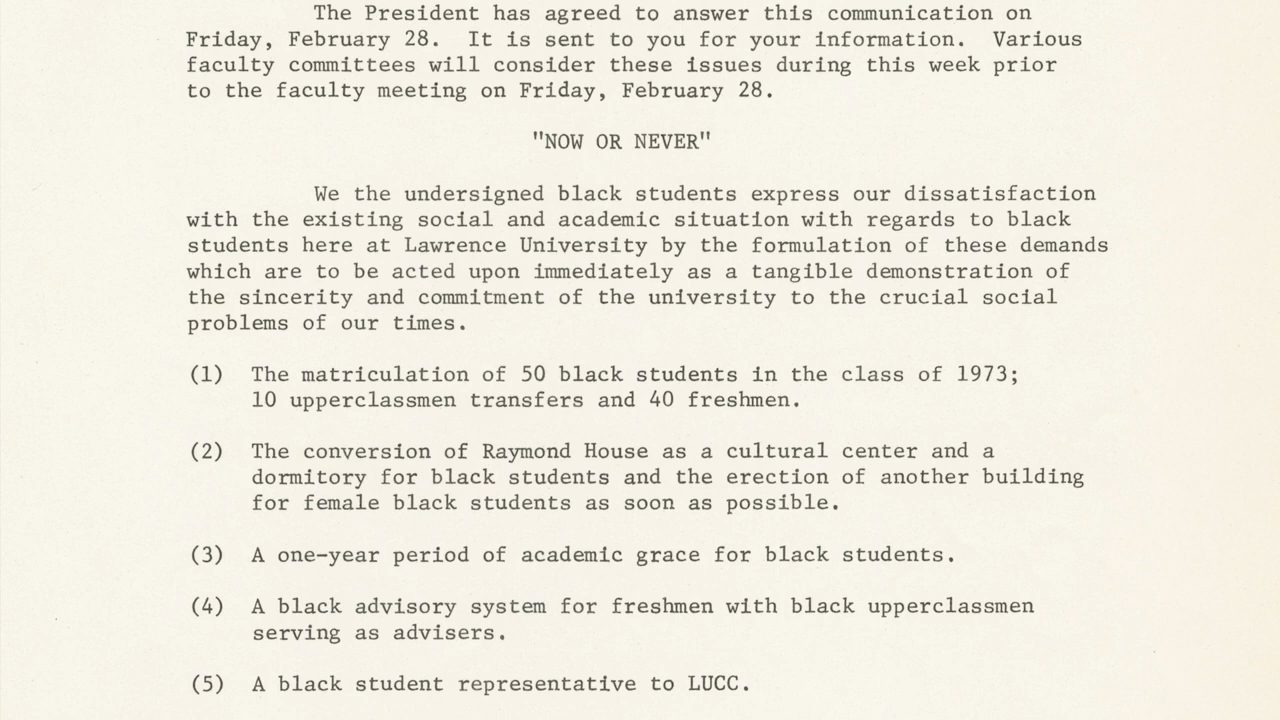 The President has agreed to answer this communication on
Friday, February 28. It is sent to you for your information. Various
faculty committees will consider these issues during this week prior
to the faculty meeting on Friday, February 28.
"NOW OR NEVER"
We the undersigned black students express our dissatisfaction
with the existing social and academic situation with regards to black
students here at Lawrence University by the formulation of these demands
which are to be acted upon immediately as a tangible demonstration of
the sincerity and commitment of the university to the crucial social
problems of our times.
(1) The matriculation of 50 black students in the class of 1973;
10 upperclassmen transfers and 40 freshmen.
(2) The conversion of Raymond House as a cultural center and a
dormitory for black students and the erection of another building
for female black students as soon as possible.
(3) A one-year period of academic grace for black students.
(4) A black advisory system for freshmen with black upperclassmen
serving as advisers.
(5) A black student representative to LUCC.